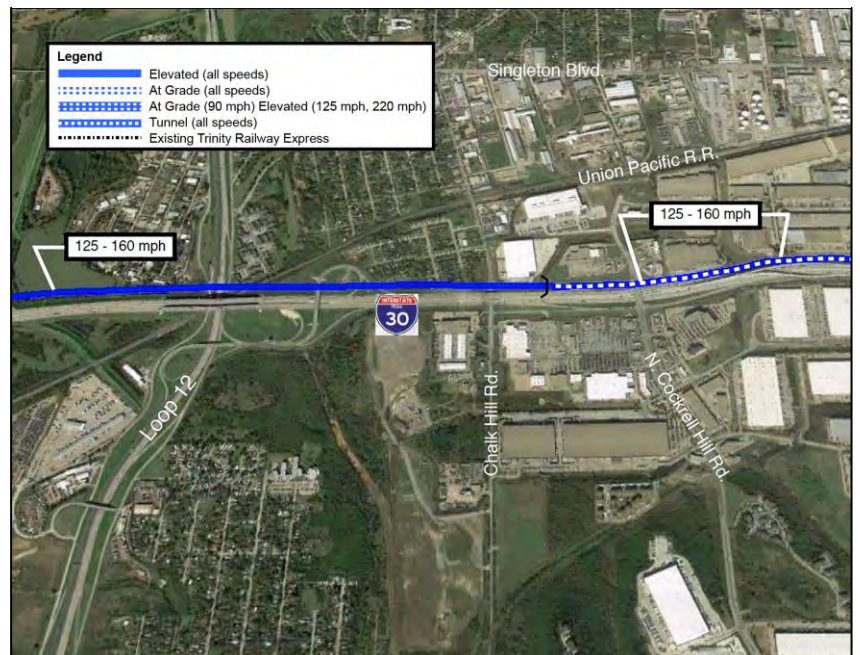 Legend
Elevated (all speeds)
At Grade (all speeds)
At Grade (90 mph) Elevated (125 mph, 220 mph)
Tunnel (all speeds)
Existing Trinity Railway Express
Singleton Blvd.
Union Pacific R.R.
125 - 160 mph
125 - 160 mph
INTERSTATE
30
Loop 12
Chalk Hill Rd.
N. Cockrell Hill Rd.